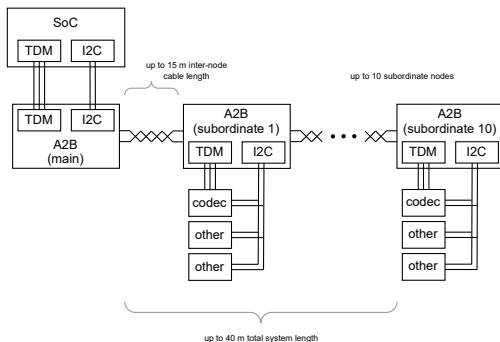 SoC
TDM
I2C
up to 15 m inter-node
cable length
up to 10 subordinate nodes
TDM
I2C
A2B
(main)
A2B
(subordinate 1)
TDM
I2C
codec
other
other
A2B
(subordinate 10)
TDM
I2C
codec
other
other
up to 40 m total system length